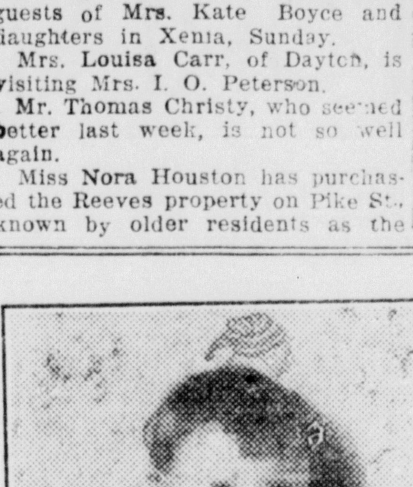 guests of Mrs. Kate Boyce and
daughters in Xenia, Sunday.
Mrs. Louisa Carr, of Dayton, is
visiting Mrs. I. O. Peterson.
Mr. Thomas Christy, who seemed
better last week, is not so well
again.
Miss Nora Houston has purchas-
ed the Reeves property on Pike St.,
known by older residents as the